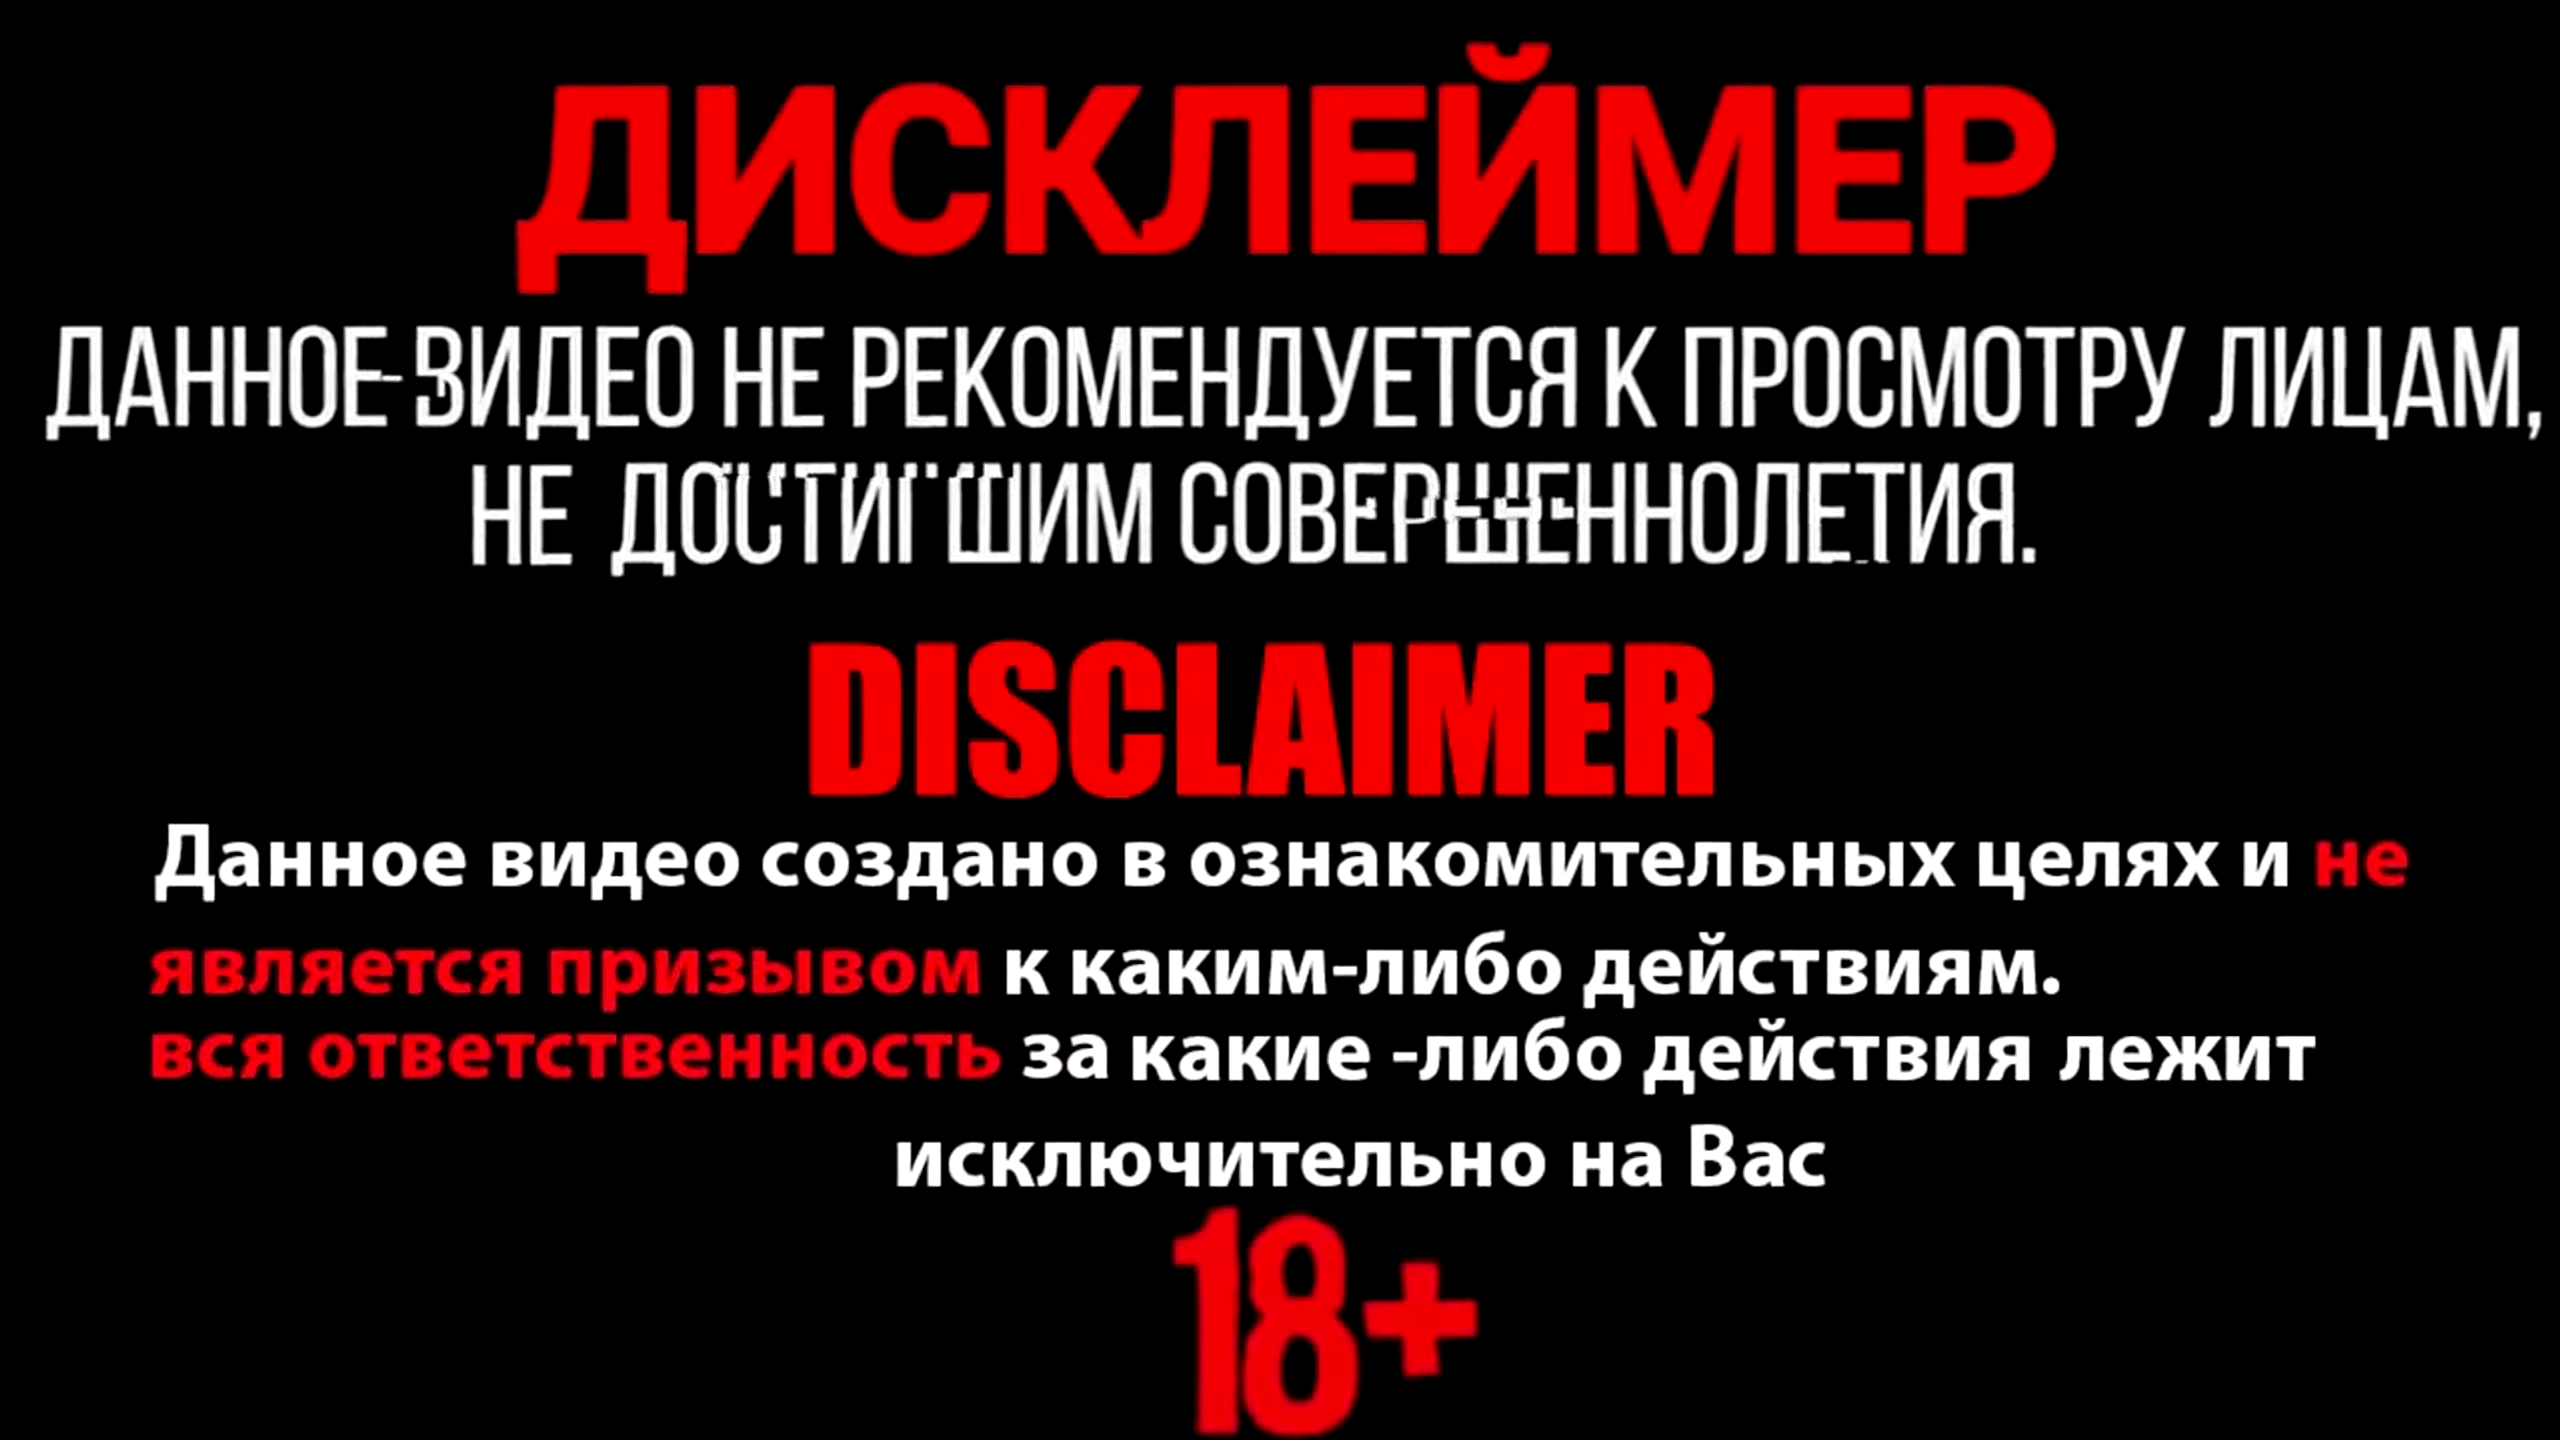 ДИСКЛЕЙМЕР
ДАННОЕ ВИДЕО НЕ РЕКОМЕНДУЕТСЯ К ПРОСМОТРУ ЛИЦАМ,
НЕ ДОСТИГШИМ СОВЕРШЕННОЛЕТИЯ.
DISCLAIMER
Данное видео создано в ознакомительных целях и не
является призывом к каким-либо действиям.
вся ответственность за какие -либо действия лежит
исключительно на Вас
18+